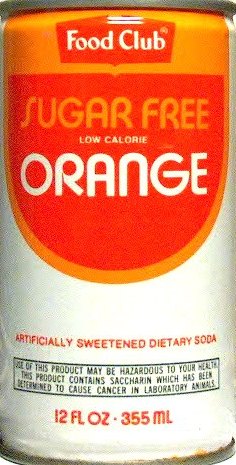 Food Club
SUGAR FREE
LOW CALORIE
ORANGE
ARTIFICIALLY SWEETENED DIETARY SODA
USE OF THIS PRODUCT MAY BE HAZARDOUS TO YOUR HEALTH.
THIS PRODUCT CONTAINS SACCHARIN WHICH HAS BEEN
DETERMINED TO CAUSE CANCER IN LABORATORY ANIMALS.
12 FL OZ · 355 ML